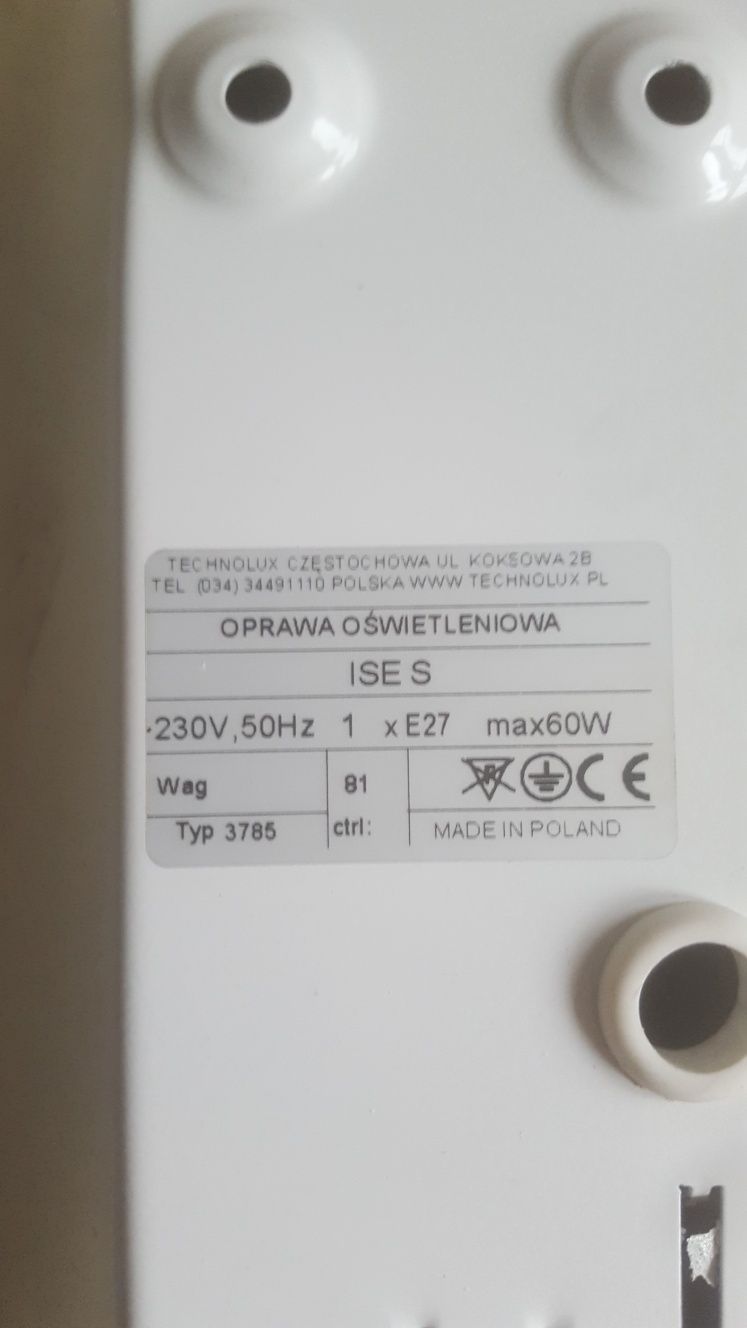 TECHNOLUX CZĘSTOCHOWA UL KOKSOWA 2B
TEL (034) 34491110 POLSKA WWW TECHNOLUX.PL
OPRAWA OŚWIETLENIOWA
ISE S
~230V,50Hz 1 x E27 max60W
Wag 81 CE
Typ 3785 ctrl: MADE IN POLAND